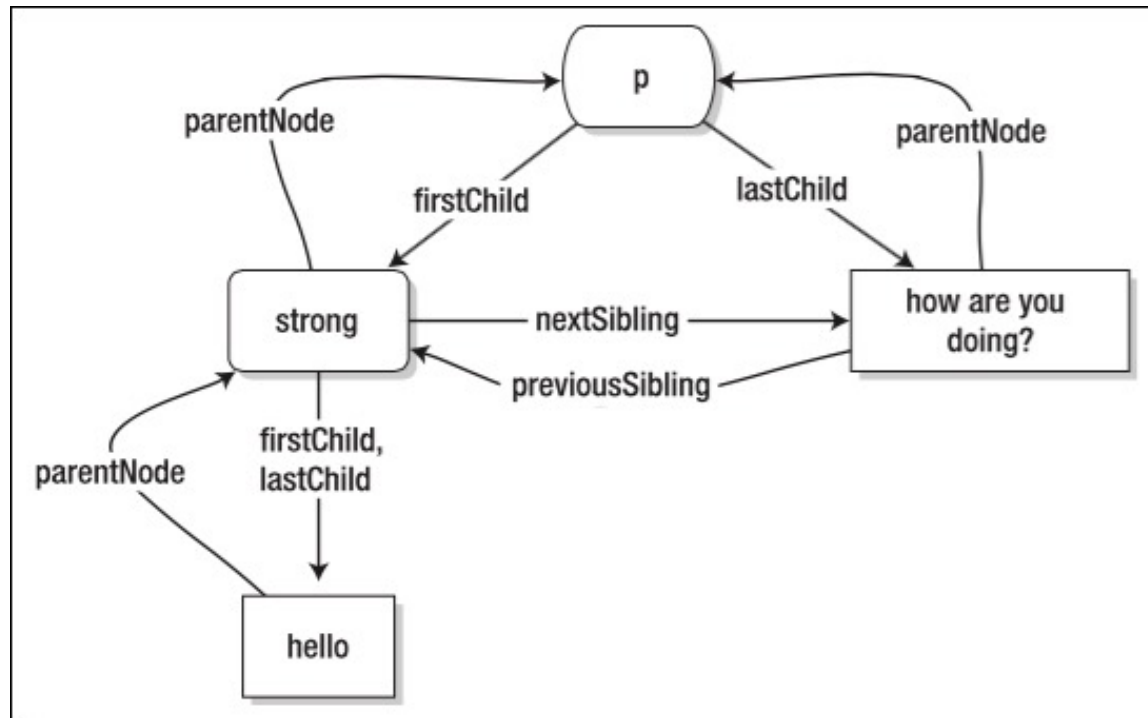 p
parentNode
parentNode
firstChild
lastChild
strong
nextSibling
how are you
doing?
previousSibling
firstChild,
lastChild
parentNode
hello